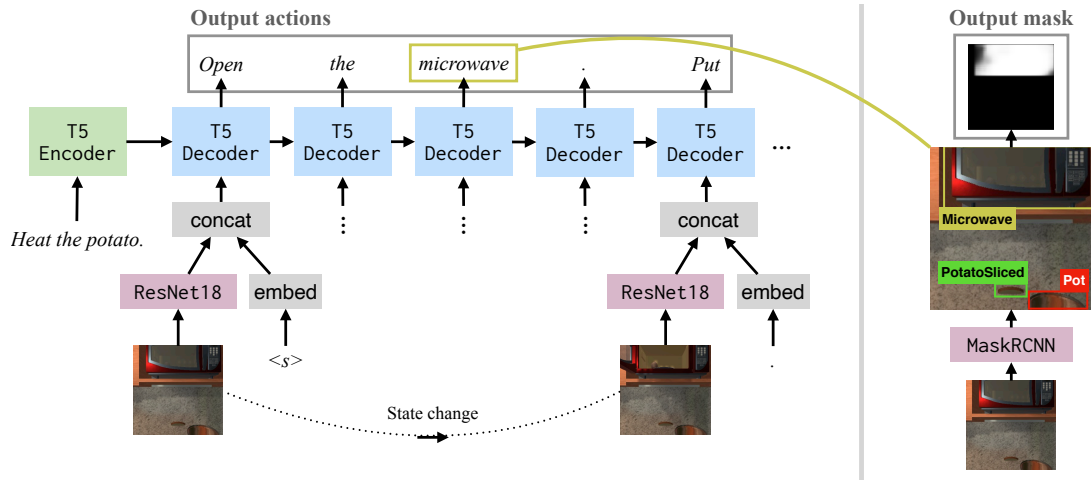 Output actions
Open the microwave . Put
T5 Encoder
T5 Decoder
T5 Decoder
T5 Decoder
T5 Decoder
T5 Decoder
...
Heat the potato.
concat
⋮
⋮
⋮
concat
ResNet18
embed
ResNet18
embed
<s>
.
State change
Output mask
Microwave
PotatoSliced
Pot
MaskRCNN